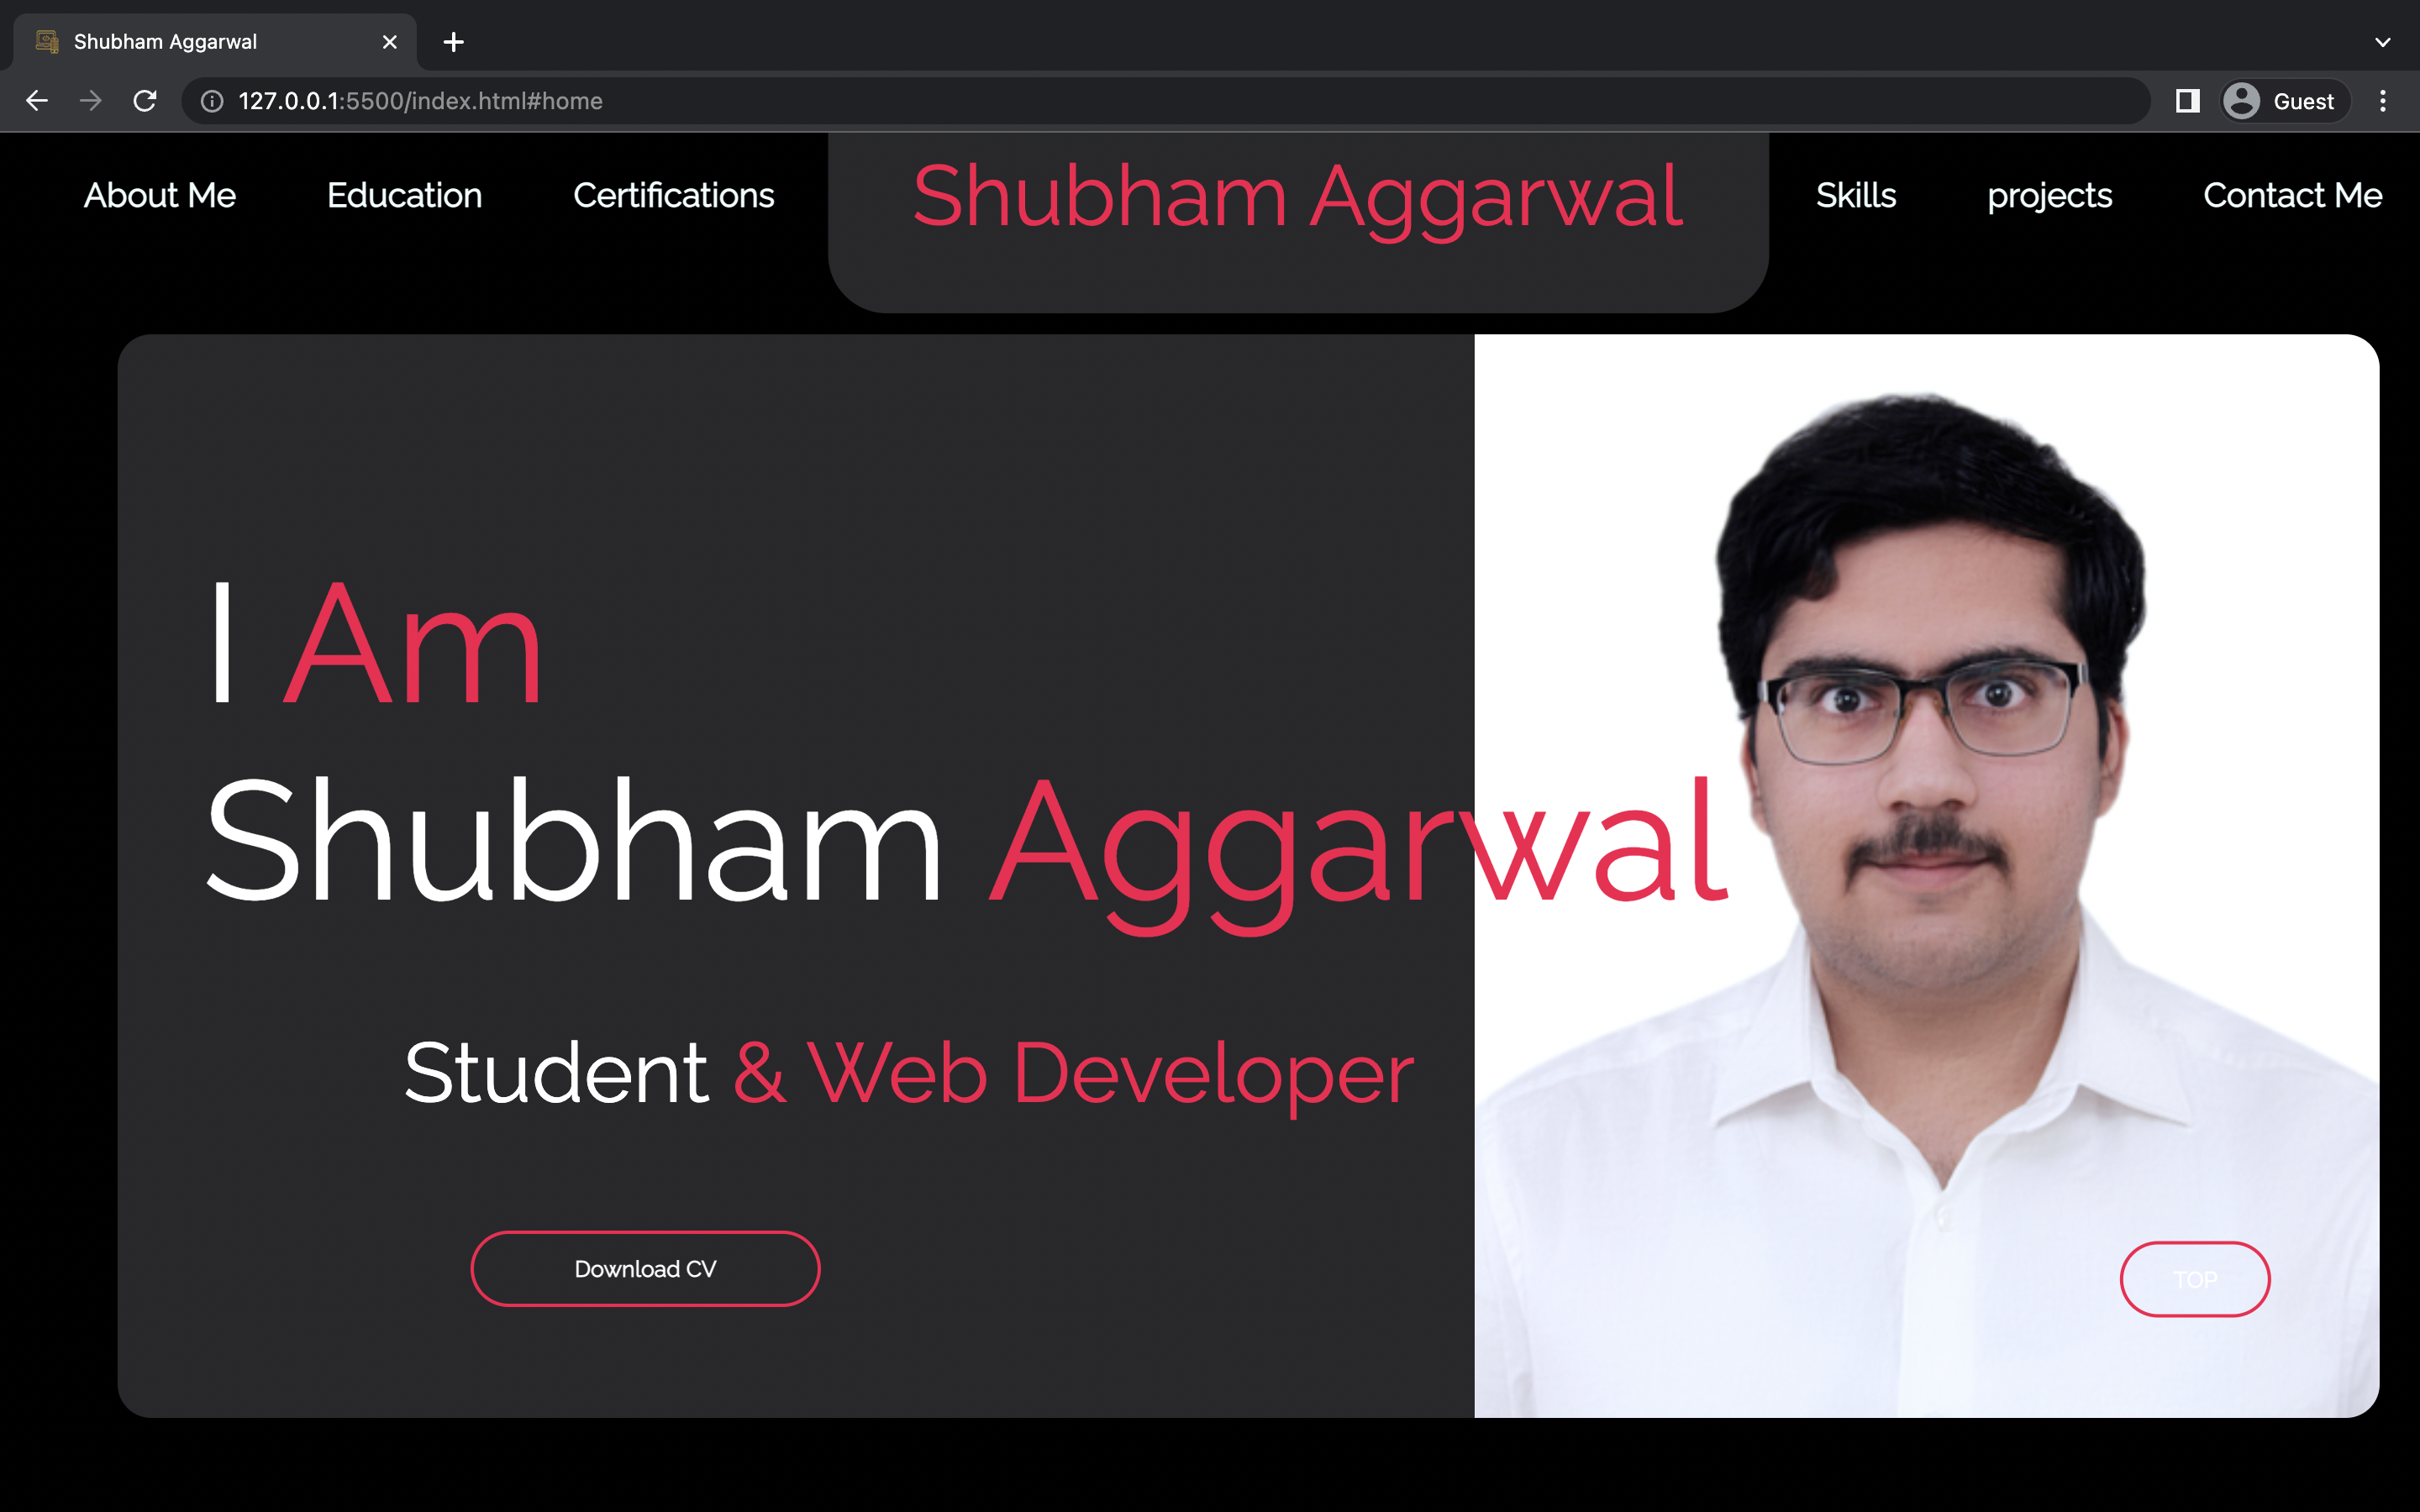 Shubham Aggarwal
127.0.0.1:5500/index.html#home
Guest
About Me Education Certifications Shubham Aggarwal Skills projects Contact Me
I Am
Shubham Aggarwal
Student & Web Developer
Download CV
TOP